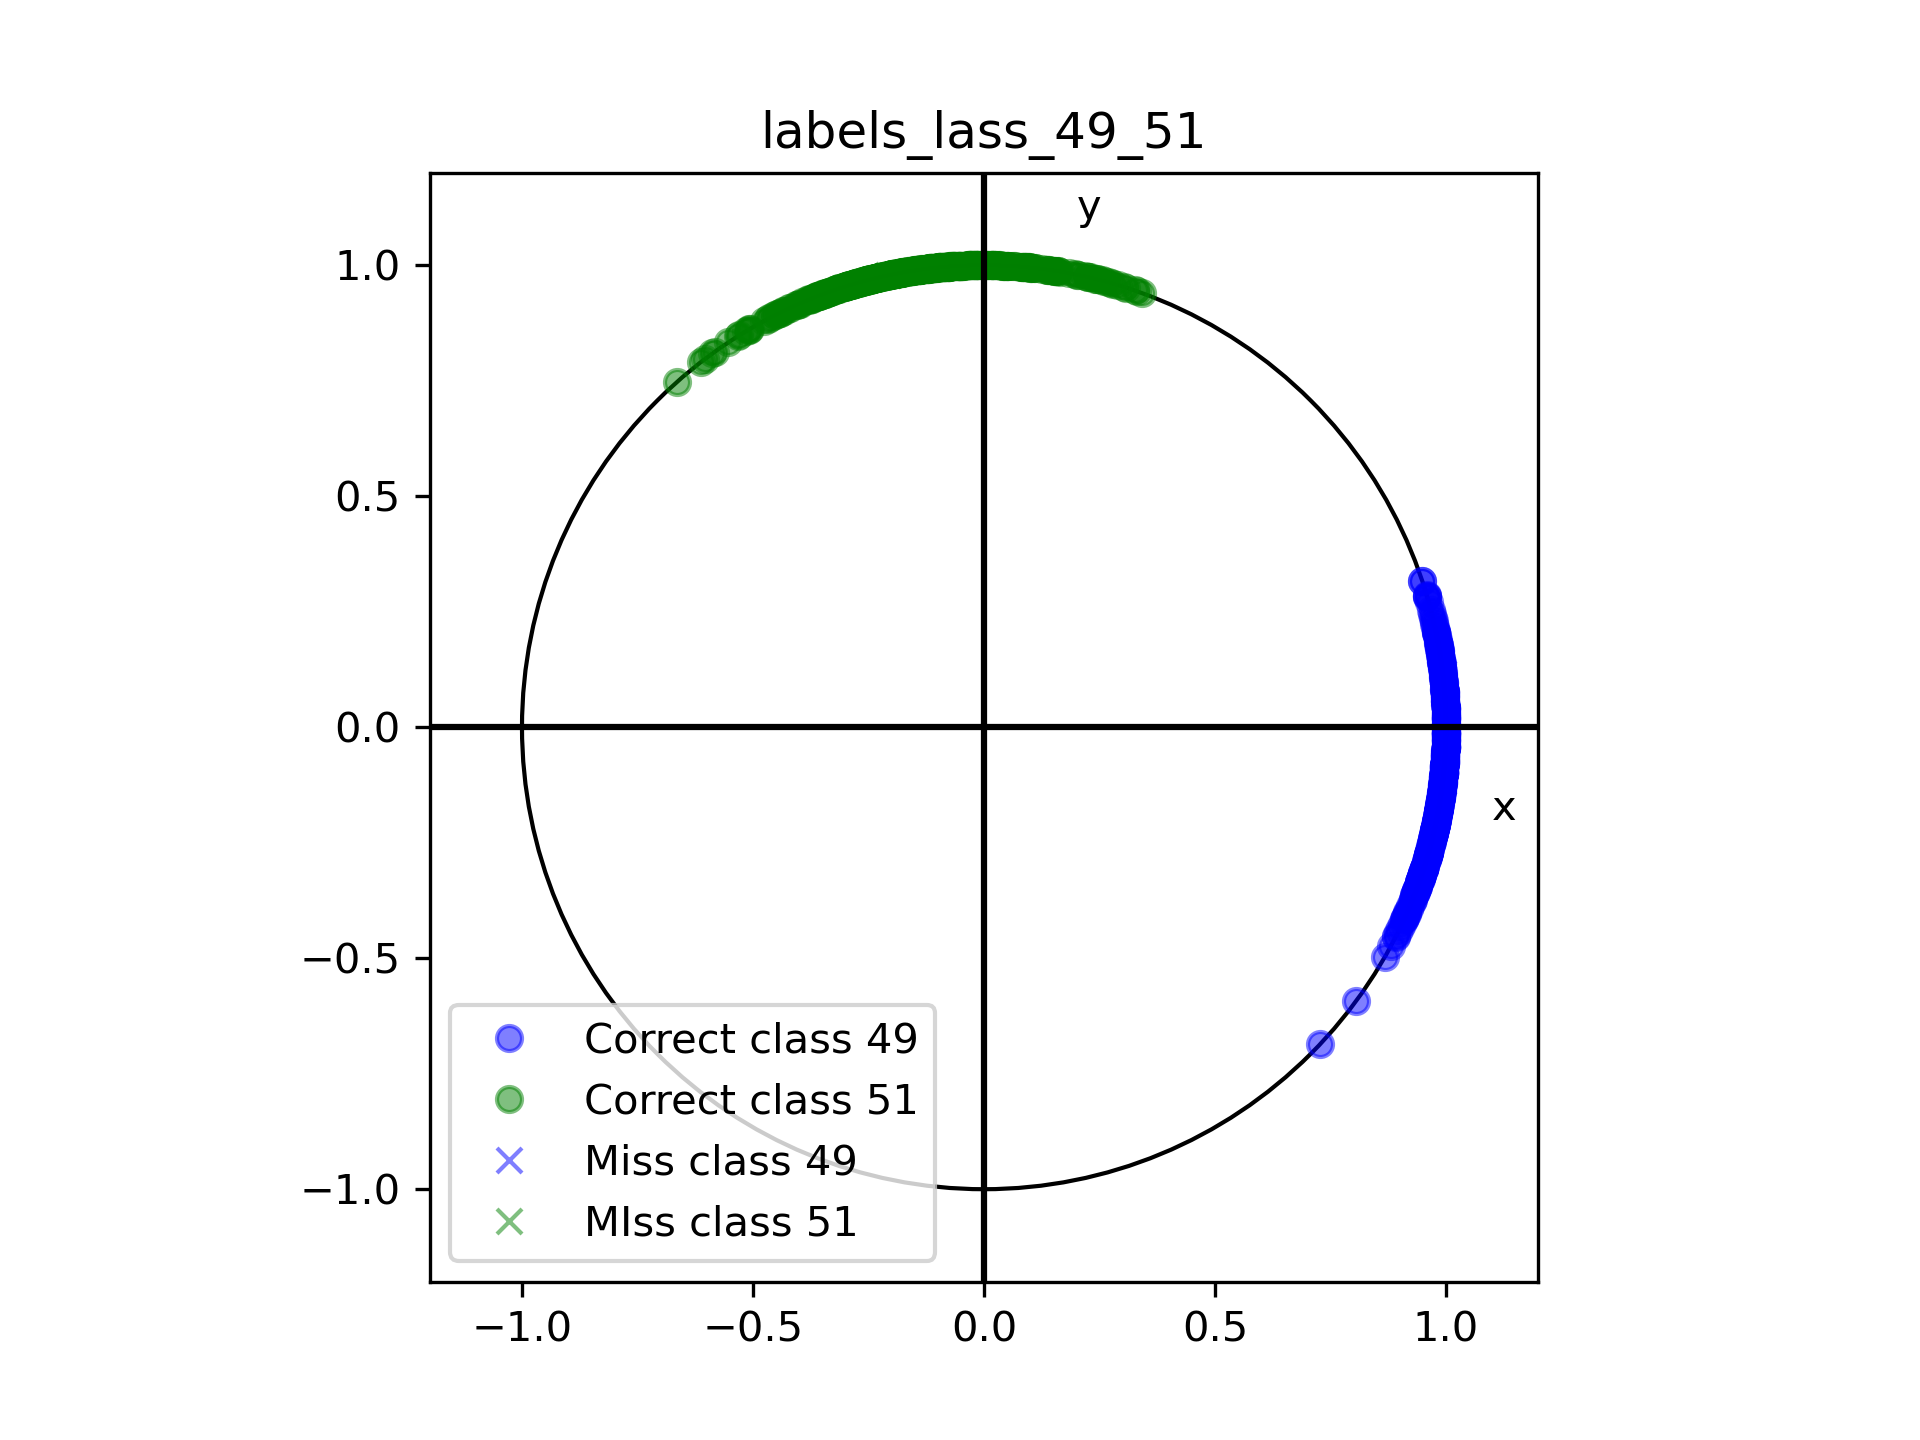 labels_lass_49_51
y
1.0
0.5
0.0
x
−0.5
−1.0
Correct class 49
Correct class 51
Miss class 49
MIss class 51
−1.0 −0.5 0.0 0.5 1.0